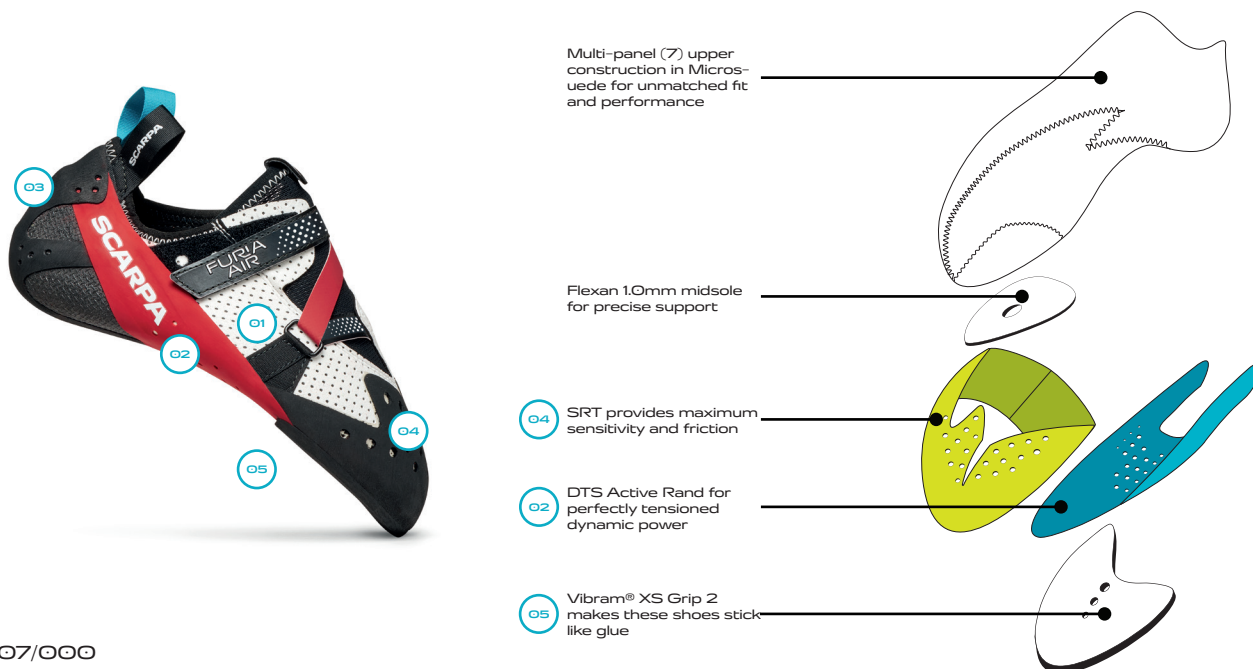 SCARPA
03
SCARPA
FURIA
AIR
01
02
04
05
Multi-panel (7) upper
construction in Micros-
uede for unmatched fit
and performance
Flexan 1.0mm midsole
for precise support
04
SRT provides maximum
sensitivity and friction
02
DTS Active Rand for
perfectly tensioned
dynamic power
05
Vibram® XS Grip 2
makes these shoes stick
like glue
07/000